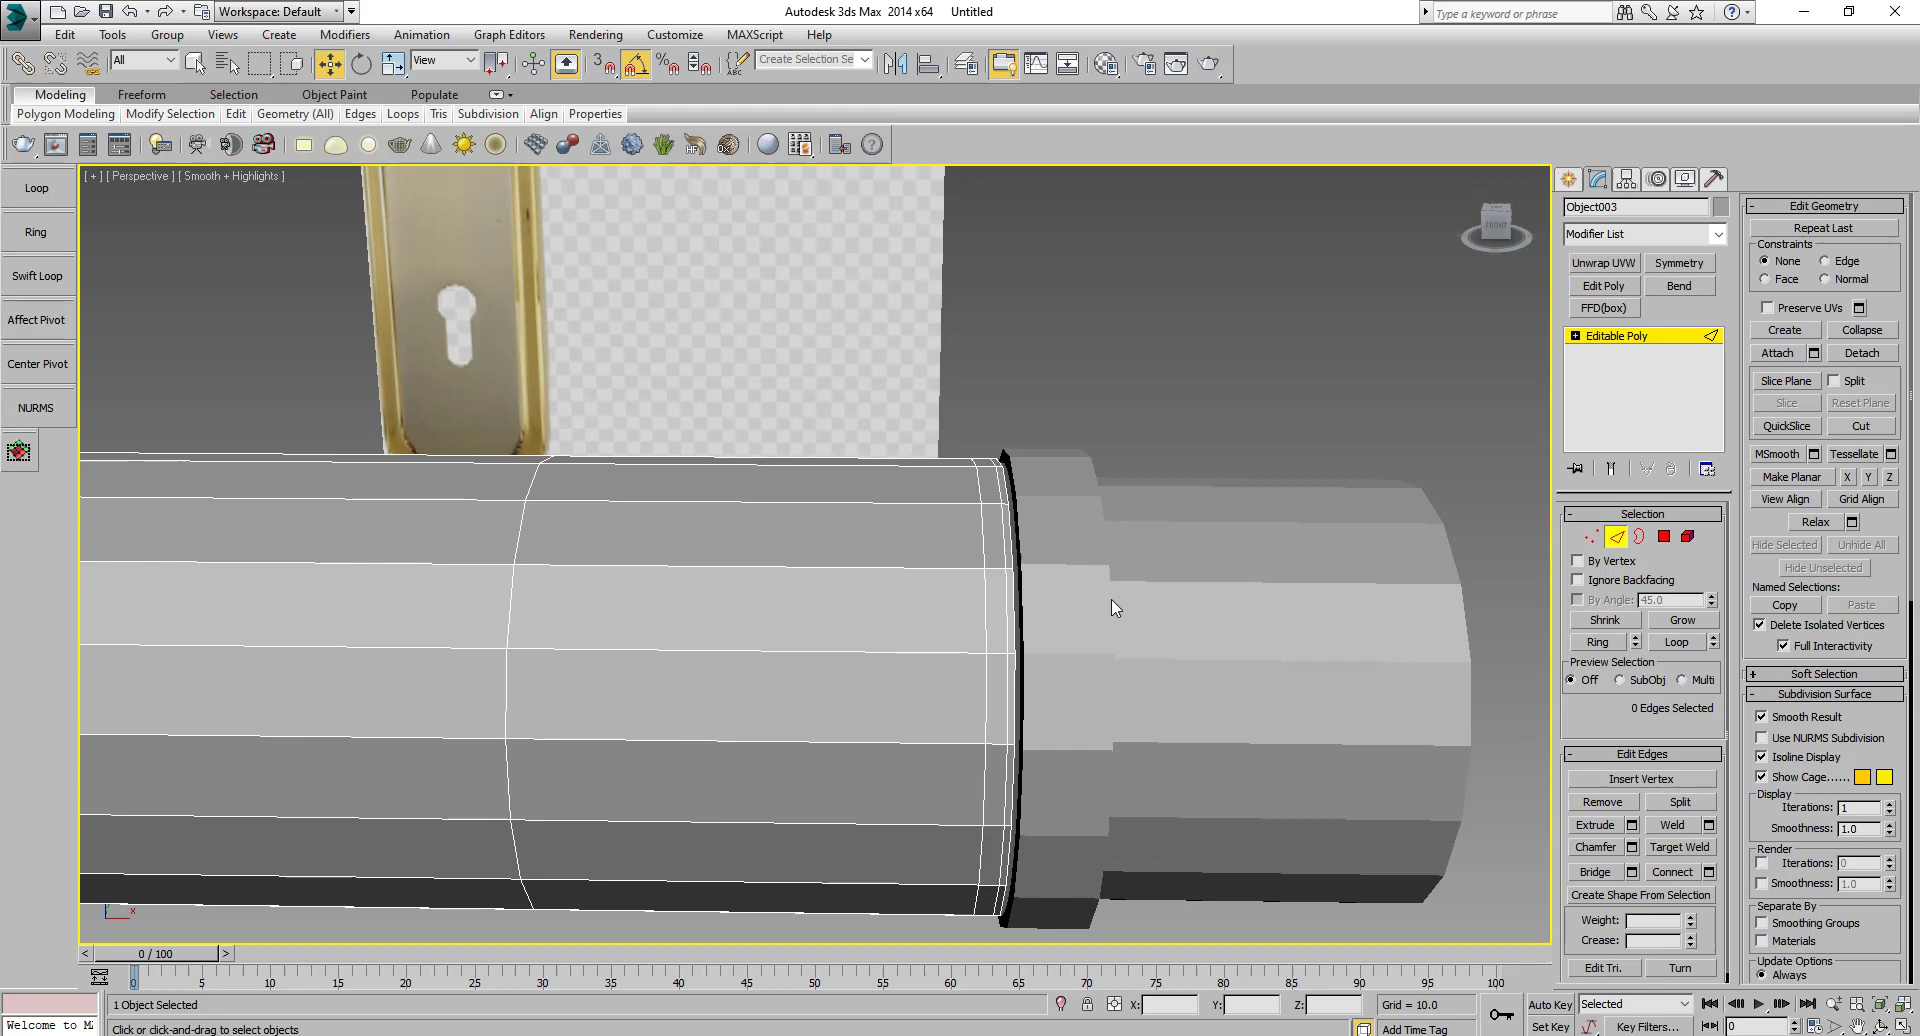 Workspace: Default
Autodesk 3ds Max 2014 x64 Untitled
Type a keyword or phrase
Edit Tools Group Views Create Modifiers Animation Graph Editors Rendering Customize MAXScript Help
All View 3 Create Selection Se
Modeling Freeform Selection Object Paint Populate
Polygon Modeling Modify Selection Edit Geometry (All) Edges Loops Tris Subdivision Align Properties
[ + ] [ Perspective ] [ Smooth + Highlights ]
Loop
Ring
Swift Loop
Affect Pivot
Center Pivot
NURMS
FRONT
Object003
Modifier List
Unwrap UVW Symmetry
Edit Poly Bend
FFD(box)
Editable Poly
Selection
By Vertex
Ignore Backfacing
By Angle: 45.0
Shrink Grow
Ring Loop
Preview Selection
Off SubObj Multi
0 Edges Selected
Edit Edges
Insert Vertex
Remove Split
Extrude Weld
Chamfer Target Weld
Bridge Connect
Create Shape From Selection
Weight:
Crease:
Edit Tri. Turn
Edit Geometry
Repeat Last
Constraints
None Edge
Face Normal
Preserve UVs
Create Collapse
Attach Detach
Slice Plane Split
Slice Reset Plane
QuickSlice Cut
MSmooth Tessellate
Make Planar X Y Z
View Align Grid Align
Relax
Hide Selected Unhide All
Hide Unselected
Named Selections:
Copy Paste
Delete Isolated Vertices
Full Interactivity
Soft Selection
Subdivision Surface
Smooth Result
Use NURMS Subdivision
Isoline Display
Show Cage......
Display
Iterations: 1
Smoothness: 1.0
Render
Iterations: 0
Smoothness: 1.0
Separate By
Smoothing Groups
Materials
Update Options
Always
x
0 / 100
0 5 10 15 20 25 30 35 40 45 50 55 60 65 70 75 80 85 90 95 100
1 Object Selected X: Y: Z: Grid = 10.0 Auto Key Selected
Welcome to M Click or click-and-drag to select objects Add Time Tag Set Key Key Filters... 0